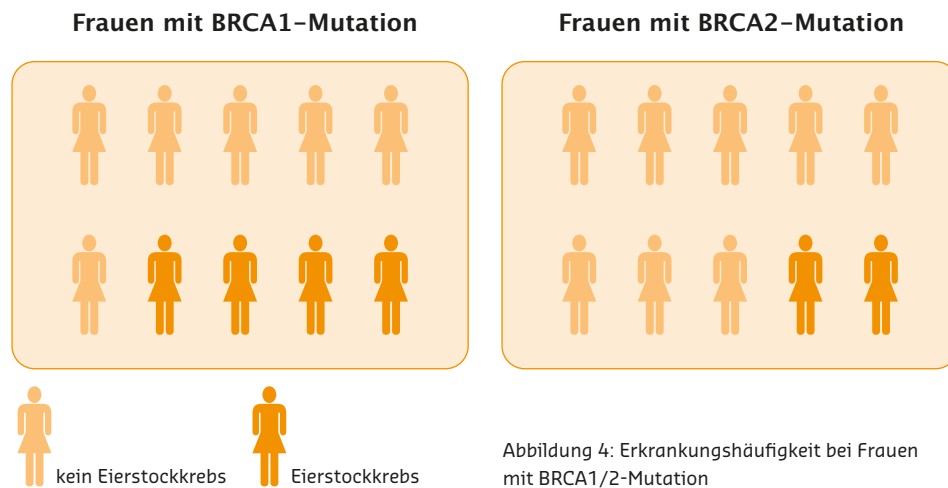 Frauen mit BRCA1-Mutation
Frauen mit BRCA2-Mutation
kein Eierstockkrebs
Eierstockkrebs
Abbildung 4: Erkrankungshäufigkeit bei Frauen
mit BRCA1/2-Mutation